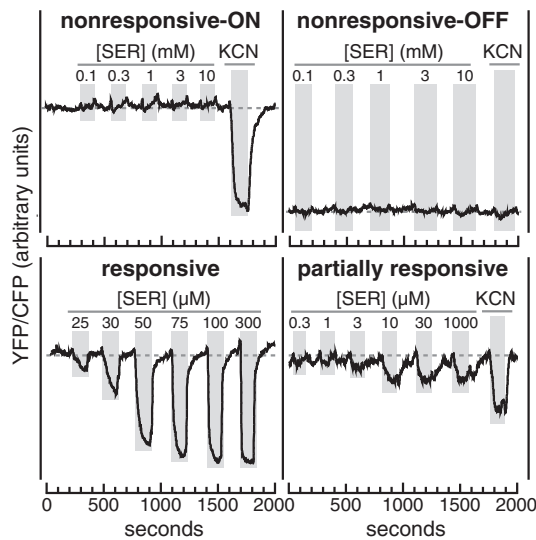 nonresponsive-ON
[SER] (mM) KCN
0.1 0.3 1 3 10
nonresponsive-OFF
[SER] (mM) KCN
0.1 0.3 1 3 10
YFP/CFP (arbitrary units)
responsive
[SER] (µM)
25 30 50 75 100 300
partially responsive
[SER] (µM) KCN
0.3 1 3 10 30 1000
0 500 1000 1500 2000
seconds
0 500 1000 1500 2000
seconds